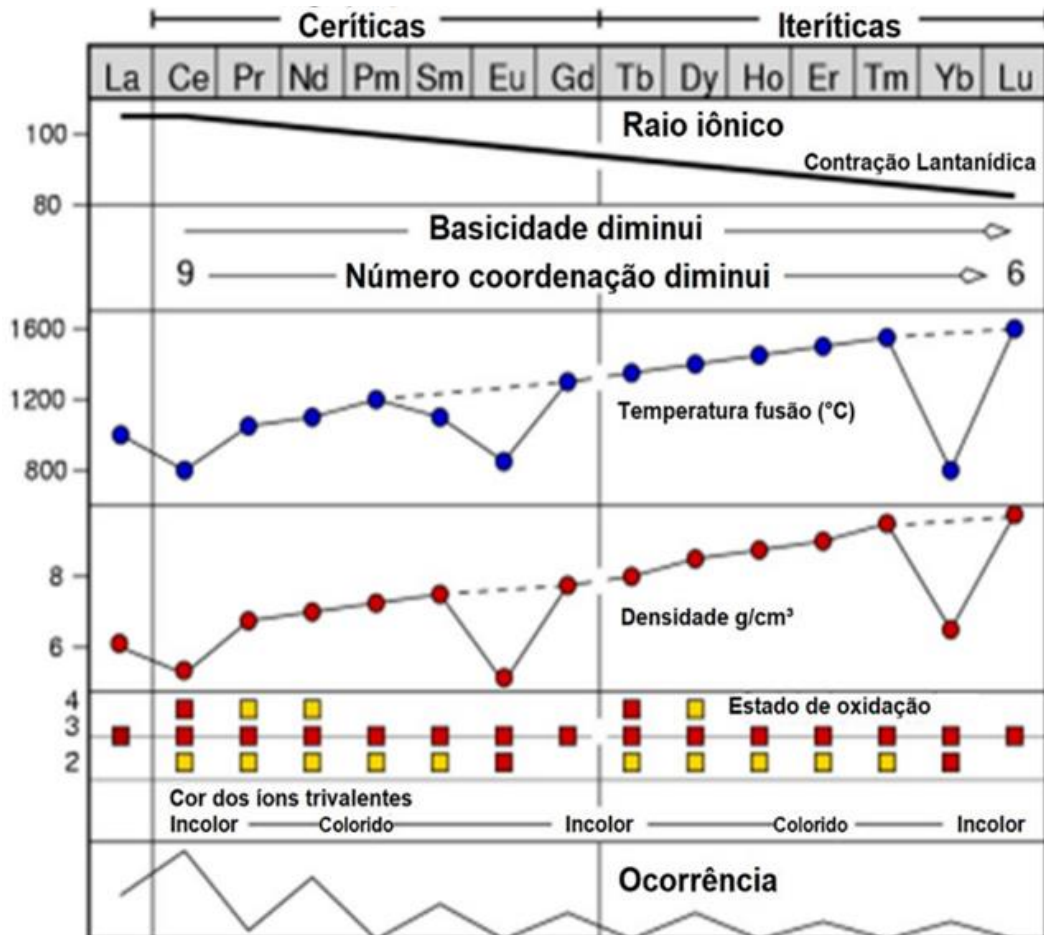 Ceríticas Iteríticas
La Ce Pr Nd Pm Sm Eu Gd Tb Dy Ho Er Tm Yb Lu
Raio iônico
100
Contração Lantanídica
80
Basicidade diminui
9 Número coordenação diminui 6
1600
1200
Temperatura fusão (°C)
800
8
Densidade g/cm³
6
4
Estado de oxidação
3
2
Cor dos íons trivalentes
Incolor Colorido Incolor Colorido Incolor
Ocorrência